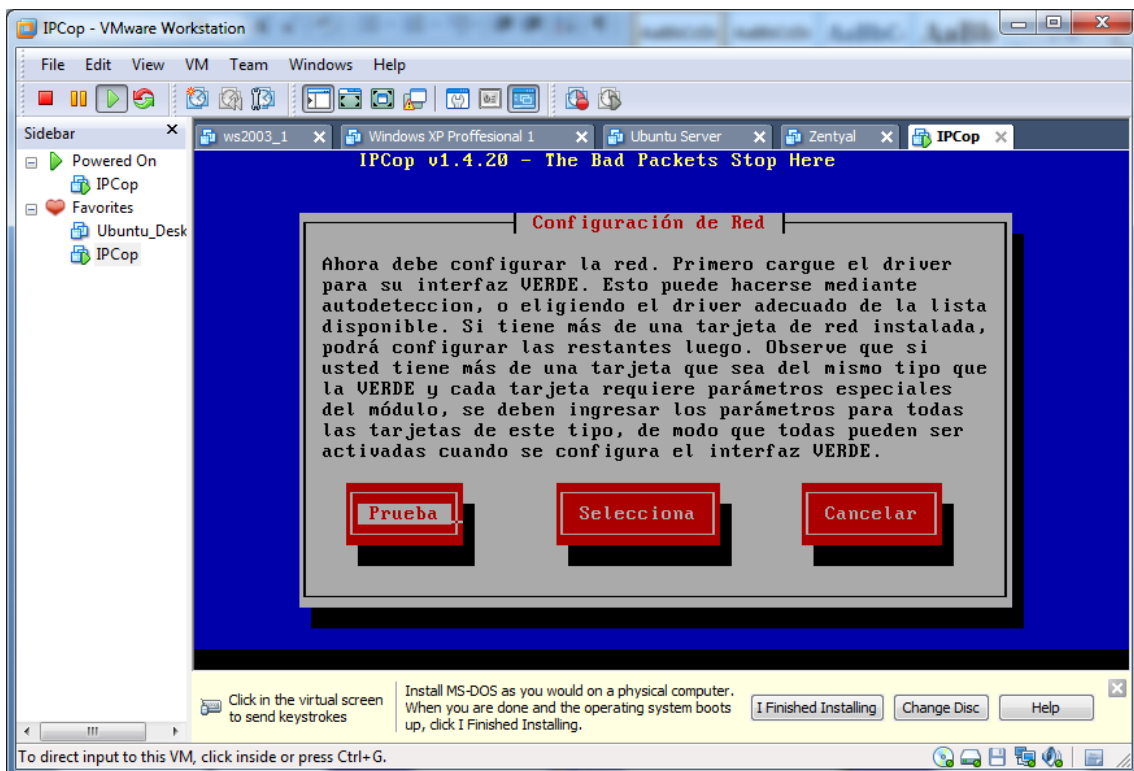 IPCop - VMware Workstation
File Edit View VM Team Windows Help
Sidebar
Powered On
IPCop
Favorites
Ubuntu_Desk
IPCop
ws2003_1
Windows XP Proffesional 1
Ubuntu Server
Zentyal
IPCop
IPCop v1.4.20 - The Bad Packets Stop Here
Configuración de Red
Ahora debe configurar la red. Primero cargue el driver
para su interfaz VERDE. Esto puede hacerse mediante
autodeteccion, o eligiendo el driver adecuado de la lista
disponible. Si tiene más de una tarjeta de red instalada,
podrá configurar las restantes luego. Observe que si
usted tiene más de una tarjeta que sea del mismo tipo que
la VERDE y cada tarjeta requiere parámetros especiales
del módulo, se deben ingresar los parámetros para todas
las tarjetas de este tipo, de modo que todas pueden ser
activadas cuando se configura el interfaz VERDE.
Prueba
Selecciona
Cancelar
Click in the virtual screen
to send keystrokes
Install MS-DOS as you would on a physical computer.
When you are done and the operating system boots
up, click I Finished Installing.
I Finished Installing
Change Disc
Help
To direct input to this VM, click inside or press Ctrl+G.